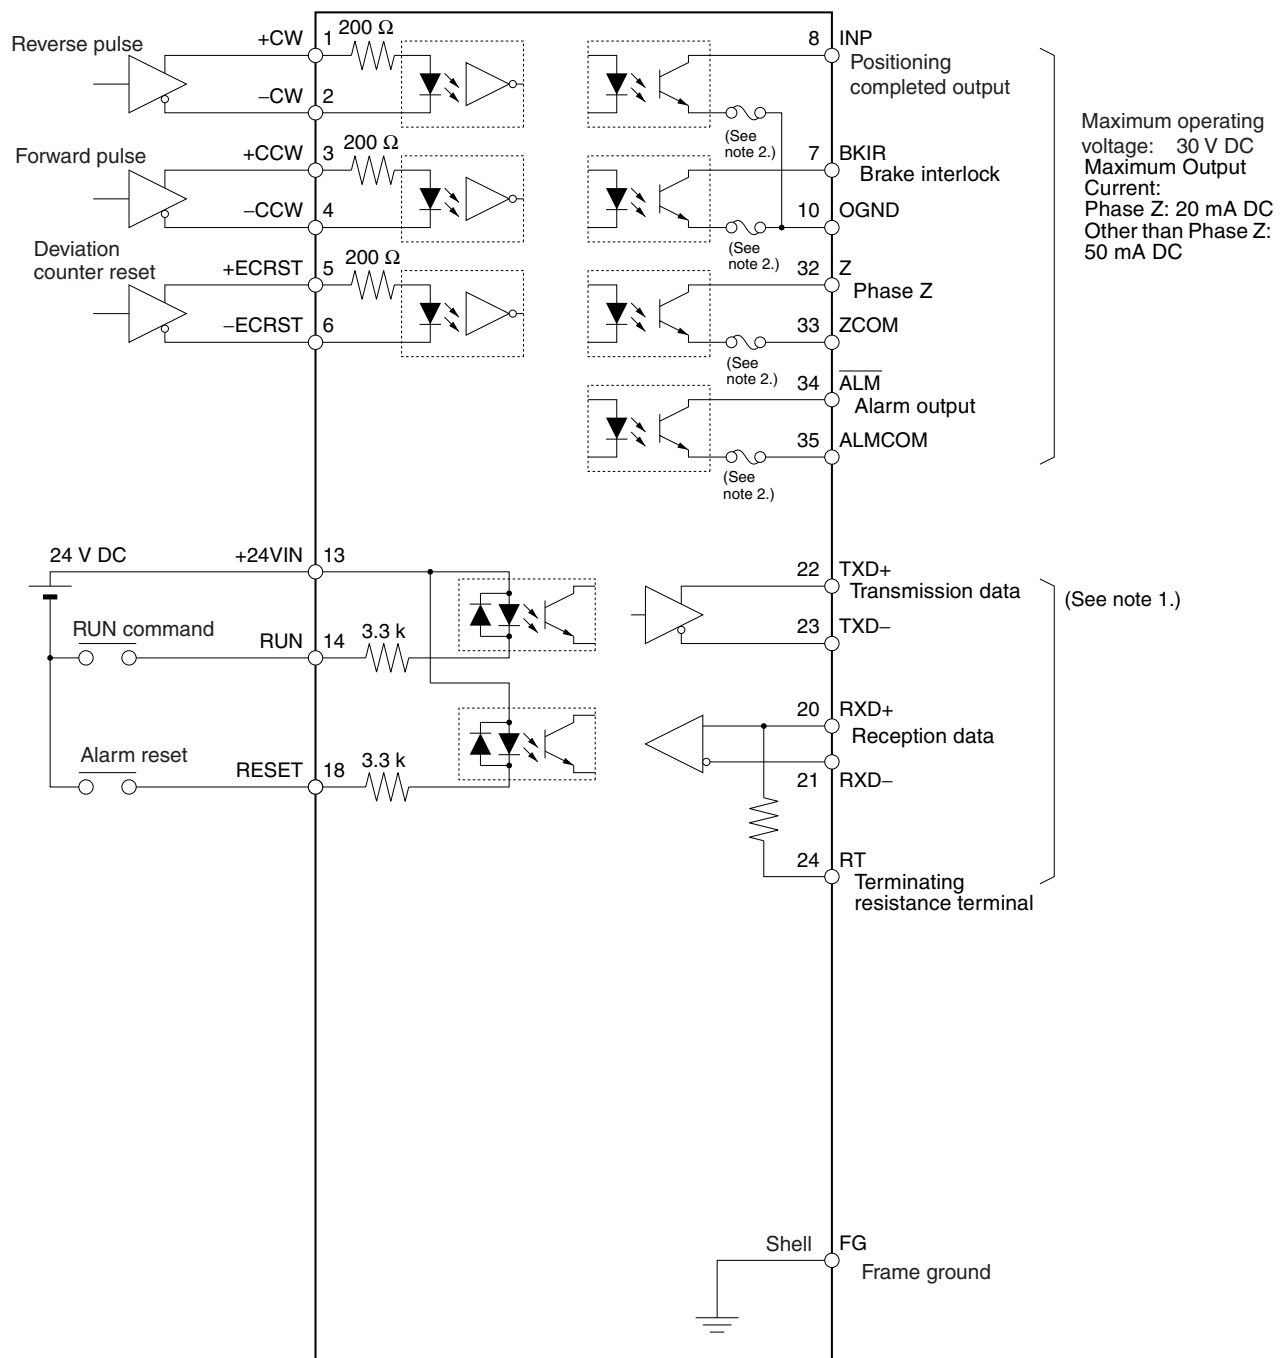 Reverse pulse
+CW
1
200 Ω
–CW
2
Forward pulse
+CCW
3
200 Ω
–CCW
4
Deviation
counter reset
+ECRST
5
200 Ω
–ECRST
6
8
INP
Positioning
completed output
(See
note 2.)
7
BKIR
Brake interlock
10
OGND
(See
note 2.)
32
Z
Phase Z
33
ZCOM
(See
note 2.)
34
ALM
Alarm output
35
ALMCOM
(See
note 2.)
Maximum operating
voltage: 30 V DC
Maximum Output
Current:
Phase Z: 20 mA DC
Other than Phase Z:
50 mA DC
24 V DC
+24VIN
13
RUN command
RUN
14
3.3 k
Alarm reset
RESET
18
3.3 k
22
TXD+
Transmission data
23
TXD–
(See note 1.)
20
RXD+
Reception data
21
RXD–
24
RT
Terminating
resistance terminal
Shell
FG
Frame ground